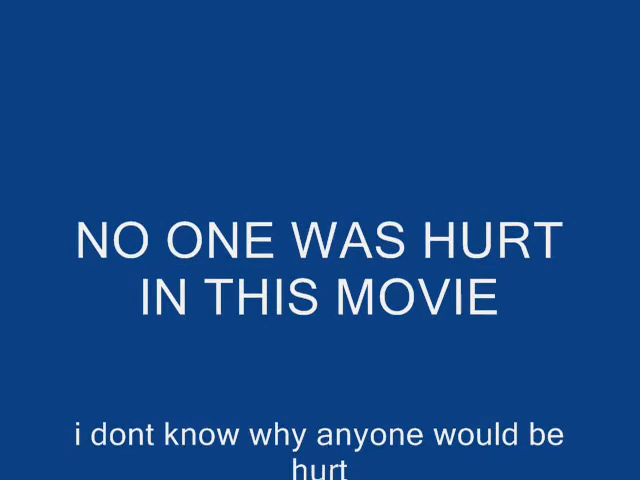 NO ONE WAS HURT
IN THIS MOVIE
i dont know why anyone would be
hurt